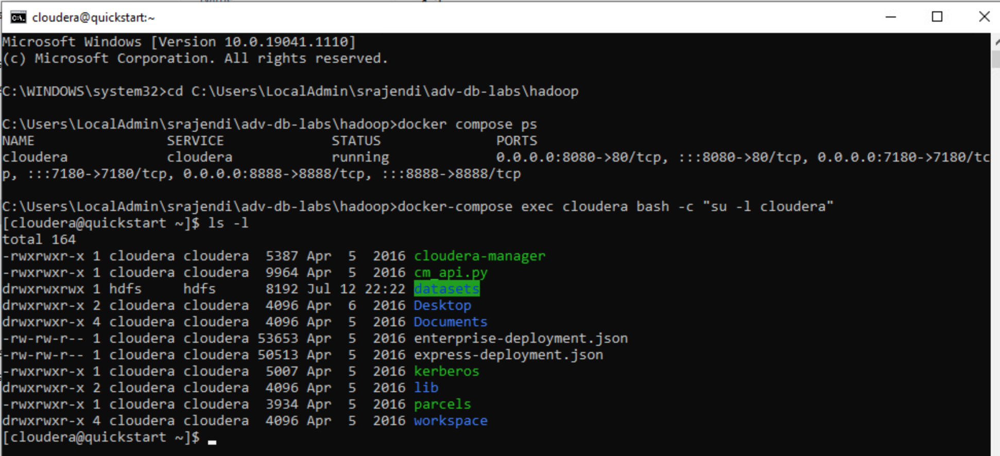 cloudera@quickstart:~
Microsoft Windows [Version 10.0.19041.1110]
(c) Microsoft Corporation. All rights reserved.
C:\WINDOWS\system32>cd C:\Users\LocalAdmin\srajendi\adv-db-labs\hadoop
C:\Users\LocalAdmin\srajendi\adv-db-labs\hadoop>docker compose ps
NAME                SERVICE             STATUS              PORTS
cloudera            cloudera            running             0.0.0.0:8080->80/tcp, :::8080->80/tcp, 0.0.0.0:7180->7180/tc
p, :::7180->7180/tcp, 0.0.0.0:8888->8888/tcp, :::8888->8888/tcp
C:\Users\LocalAdmin\srajendi\adv-db-labs\hadoop>docker-compose exec cloudera bash -c "su -l cloudera"
[cloudera@quickstart ~]$ ls -l
total 164
-rwxrwxr-x 1 cloudera cloudera  5387 Apr  5  2016 cloudera-manager
-rwxrwxr-x 1 cloudera cloudera  9964 Apr  5  2016 cm_api.py
drwxrwxrwx 1 hdfs     hdfs      8192 Jul 12 22:22 datasets
drwxrwxr-x 2 cloudera cloudera  4096 Apr  6  2016 Desktop
drwxrwxr-x 4 cloudera cloudera  4096 Apr  5  2016 Documents
-rw-rw-r-- 1 cloudera cloudera 53653 Apr  5  2016 enterprise-deployment.json
-rw-rw-r-- 1 cloudera cloudera 50513 Apr  5  2016 express-deployment.json
-rwxrwxr-x 1 cloudera cloudera  5007 Apr  5  2016 kerberos
drwxrwxr-x 2 cloudera cloudera  4096 Apr  5  2016 lib
-rwxrwxr-x 1 cloudera cloudera  3934 Apr  5  2016 parcels
drwxrwxr-x 4 cloudera cloudera  4096 Apr  5  2016 workspace
[cloudera@quickstart ~]$